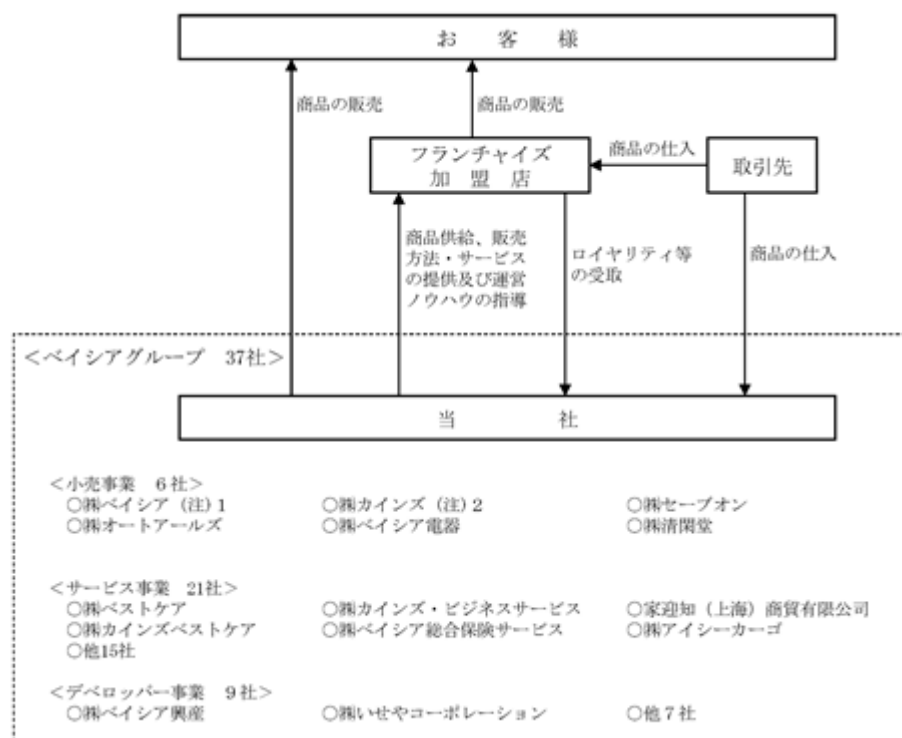 お　客　様
商品の販売
商品の販売
フランチャイズ
加　盟　店
商品の仕入
取引先
商品供給、販売
方法・サービス
の提供及び運営
ノウハウの指導
ロイヤリティ等
の受取
商品の仕入
＜ベイシアグループ　37社＞
当　　社
＜小売事業　6社＞
○㈱ベイシア（注）1　○㈱カインズ（注）2　○㈱セーブオン
○㈱オートアールズ　○㈱ベイシア電器　○㈱清閑堂
＜サービス事業　21社＞
○㈱ベストケア　○㈱カインズ・ビジネスサービス　○家迎知（上海）商貿有限公司
○㈱カインズベストケア　○㈱ベイシア総合保険サービス　○㈱アイシーカーゴ
○他15社
＜デベロッパー事業　9社＞
○㈱ベイシア興産　○㈱いせやコーポレーション　○他7社